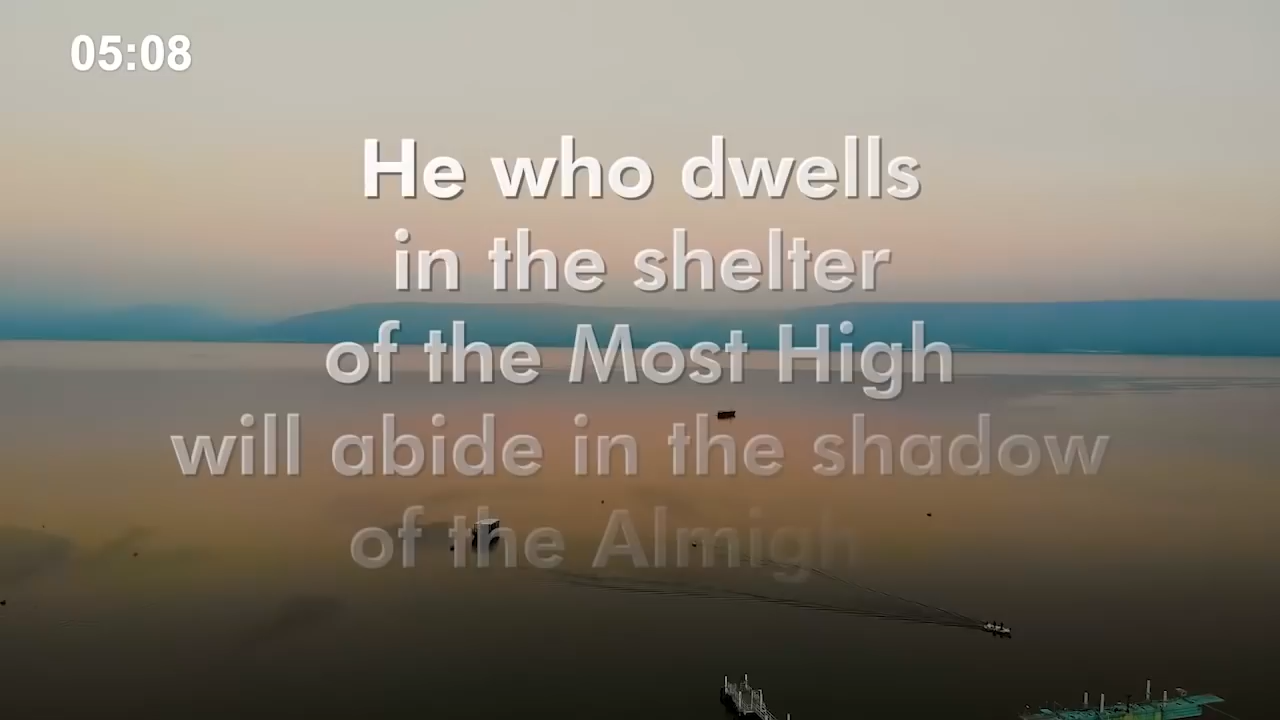 05:08
He who dwells
in the shelter
of the Most High
will abide in the shadow
of the Almigh